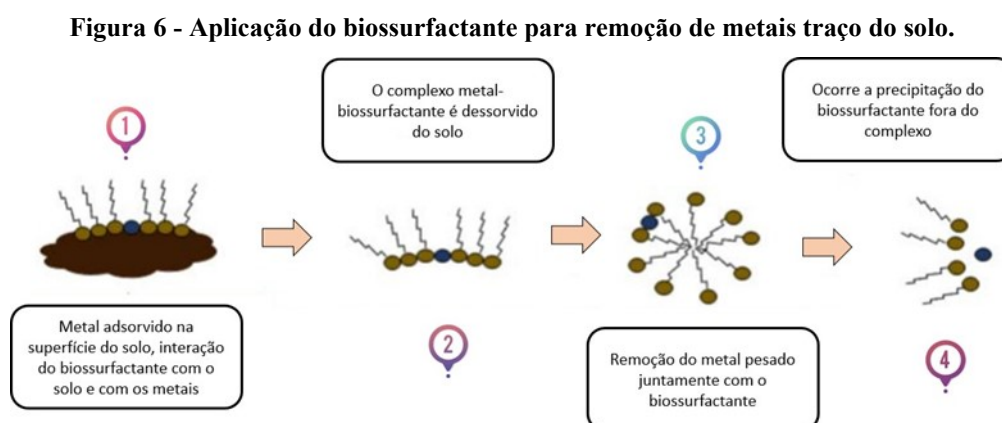 Figura 6 - Aplicação do biossurfactante para remoção de metais traço do solo.
1
Metal adsorvido na
superfície do solo, interação
do biossurfactante com o
solo e com os metais
O complexo metal-
biossurfactante é dessorvido
do solo
2
3
Remoção do metal pesado
juntamente com o
biossurfactante
Ocorre a precipitação do
biossurfactante fora do
complexo
4